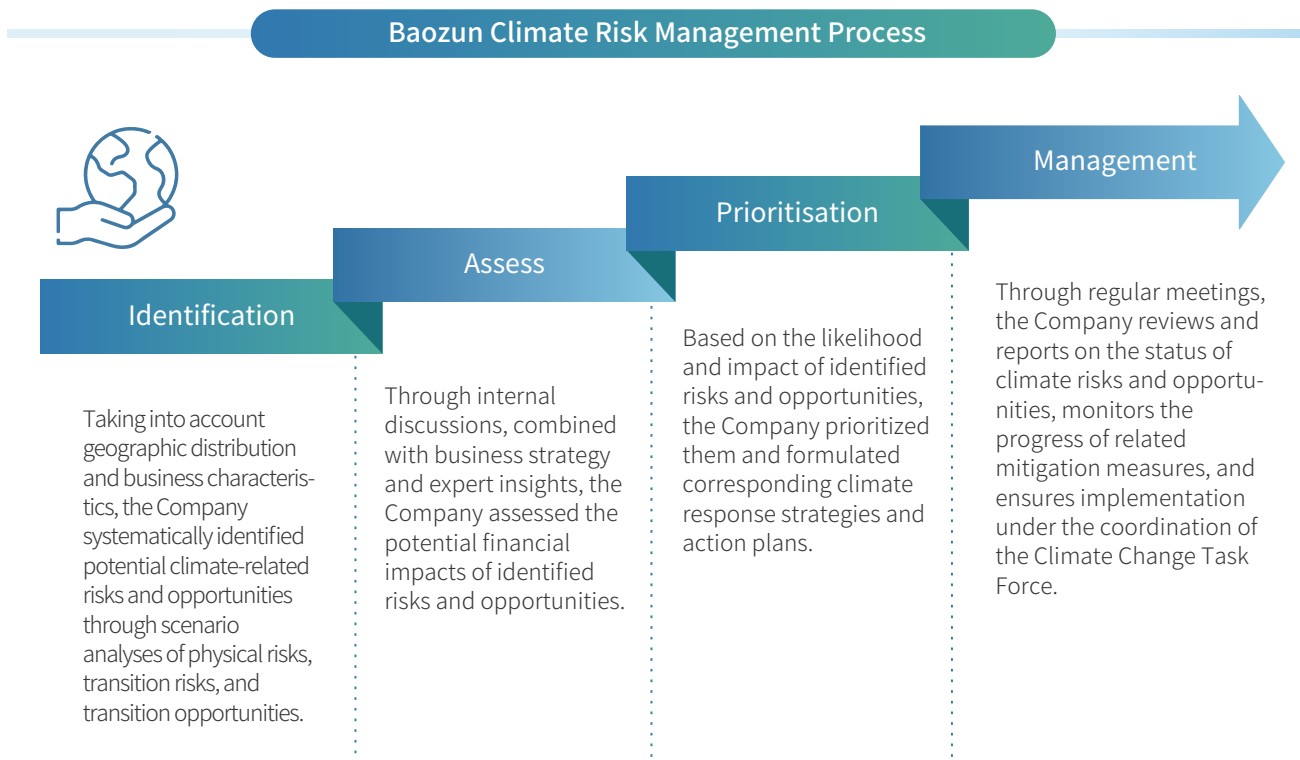 Baozun Climate Risk Management Process
Identification
Taking into account
geographic distribution
and business characteris-
tics, the Company
systematically identified
potential climate-related
risks and opportunities
through scenario
analyses of physical risks,
transition risks, and
transition opportunities.
Assess
Through internal
discussions, combined
with business strategy
and expert insights, the
Company assessed the
potential financial
impacts of identified
risks and opportunities.
Prioritisation
Based on the likelihood
and impact of identified
risks and opportunities,
the Company prioritized
them and formulated
corresponding climate
response strategies and
action plans.
Management
Through regular meetings,
the Company reviews and
reports on the status of
climate risks and opportu-
nities, monitors the
progress of related
mitigation measures, and
ensures implementation
under the coordination of
the Climate Change Task
Force.